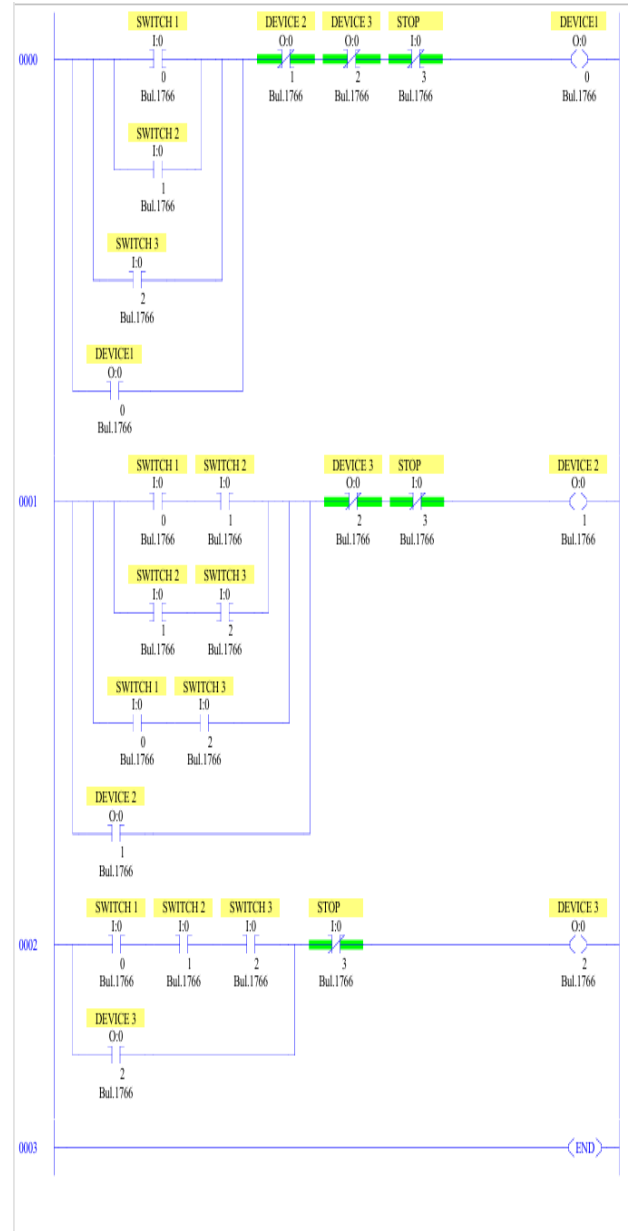 SWITCH 1 DEVICE 2 DEVICE 3 STOP DEVICE1
I:0 O:0 O:0 I:0 O:0
0000
0 1 2 3 0
Bul.1766 Bul.1766 Bul.1766 Bul.1766 Bul.1766
SWITCH 2
I:0
1
Bul.1766
SWITCH 3
I:0
2
Bul.1766
DEVICE1
O:0
0
Bul.1766
SWITCH 1 SWITCH 2 DEVICE 3 STOP DEVICE 2
I:0 I:0 O:0 I:0 O:0
0001
0 1 2 3 1
Bul.1766 Bul.1766 Bul.1766 Bul.1766 Bul.1766
SWITCH 2 SWITCH 3
I:0 I:0
1 2
Bul.1766 Bul.1766
SWITCH 1 SWITCH 3
I:0 I:0
0 2
Bul.1766 Bul.1766
DEVICE 2
O:0
1
Bul.1766
SWITCH 1 SWITCH 2 SWITCH 3 STOP DEVICE 3
I:0 I:0 I:0 I:0 O:0
0002
0 1 2 3 2
Bul.1766 Bul.1766 Bul.1766 Bul.1766 Bul.1766
DEVICE 3
O:0
2
Bul.1766
0003 END